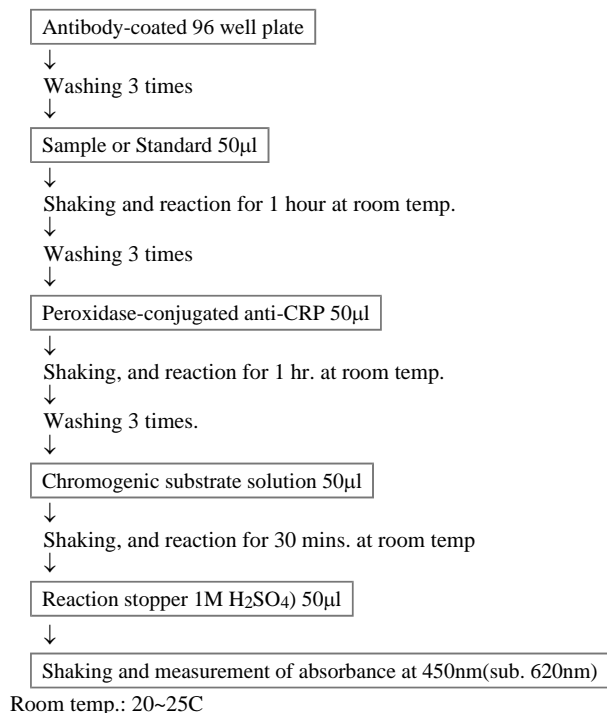 Antibody-coated 96 well plate
↓
Washing 3 times
↓
Sample or Standard 50μl
↓
Shaking and reaction for 1 hour at room temp.
↓
Washing 3 times
↓
Peroxidase-conjugated anti-CRP 50μl
↓
Shaking, and reaction for 1 hr. at room temp.
↓
Washing 3 times.
↓
Chromogenic substrate solution 50μl
↓
Shaking, and reaction for 30 mins. at room temp
↓
Reaction stopper 1M H2SO4) 50μl
↓
Shaking and measurement of absorbance at 450nm(sub. 620nm)
Room temp.: 20~25C